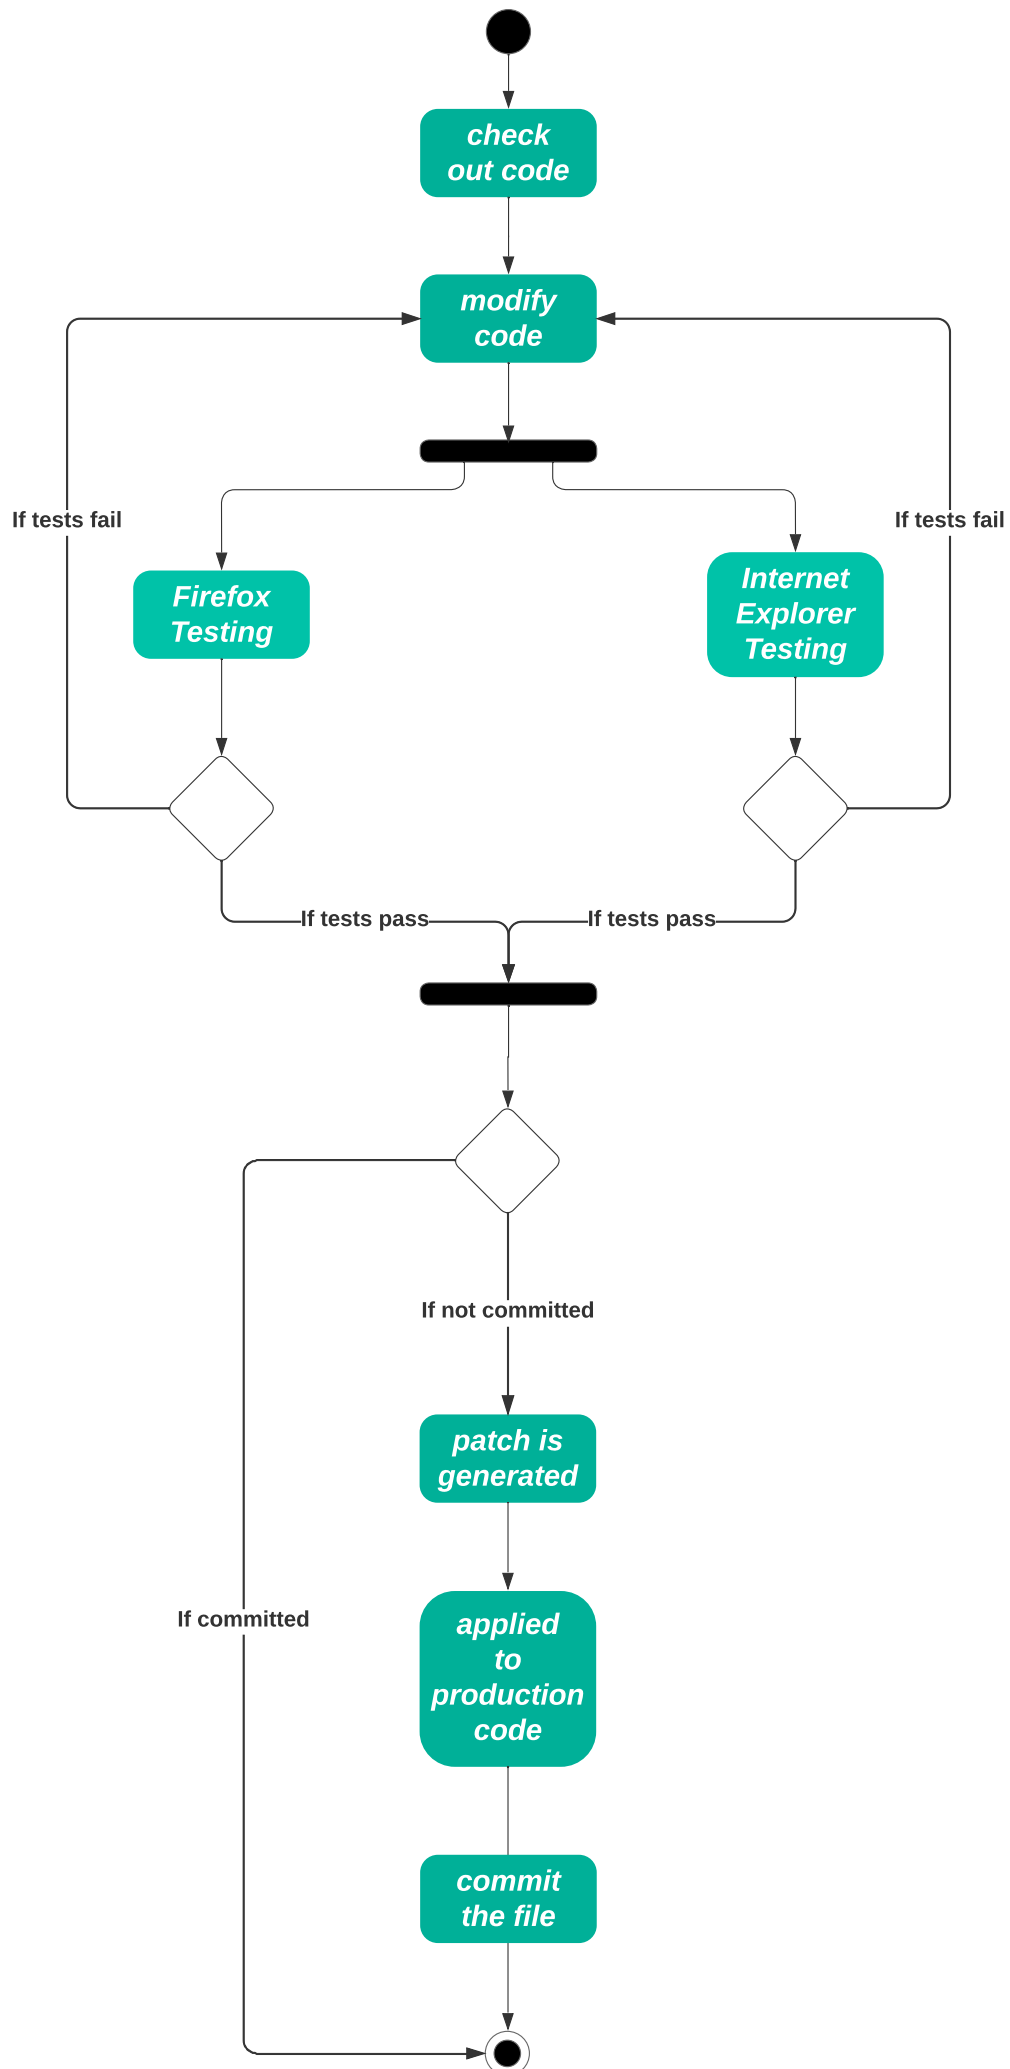 check
out code
modify
code
If tests fail
If tests fail
Firefox
Testing
Internet
Explorer
Testing
If tests pass
If tests pass
If not committed
patch is
generated
If committed
applied
to
production
code
commit
the file